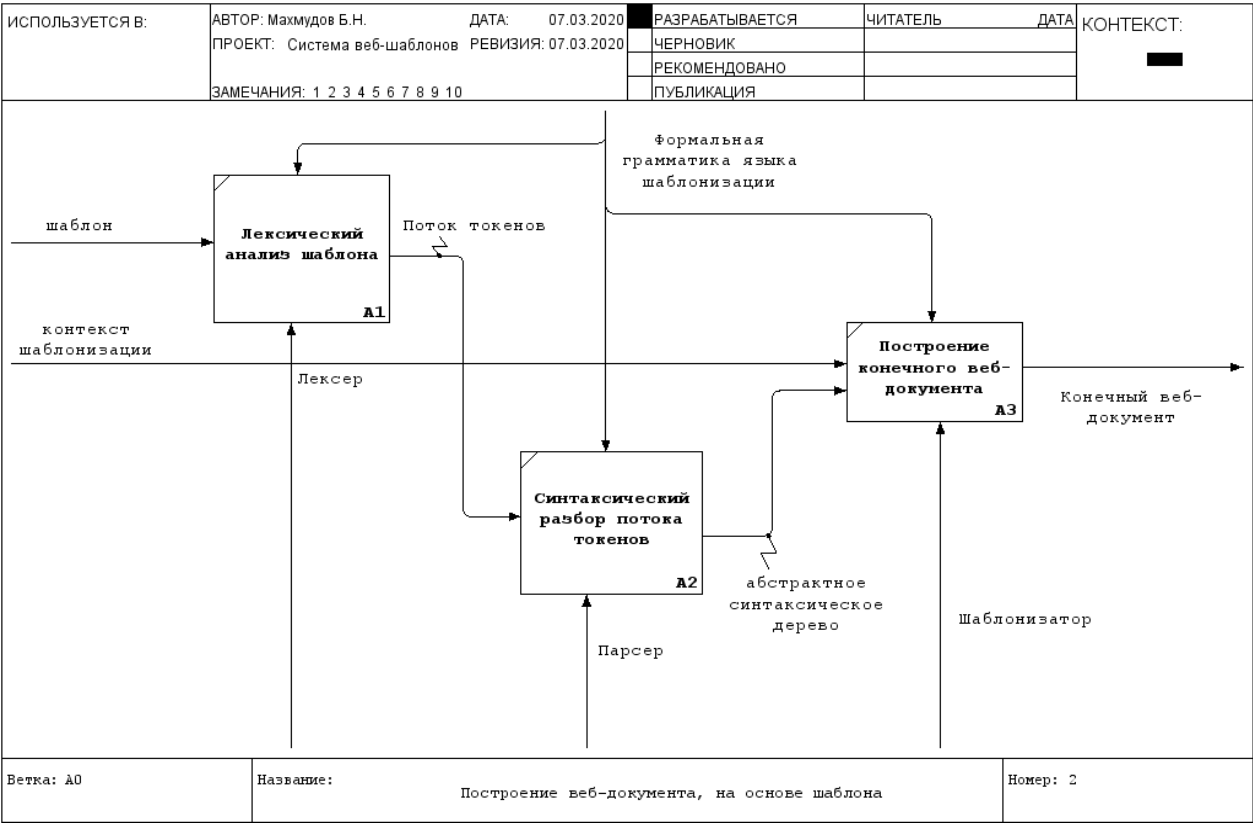 ИСПОЛЬЗУЕТСЯ В:
АВТОР: Махмудов Б.Н.
ДАТА: 07.03.2020
ПРОЕКТ: Система веб-шаблонов
РЕВИЗИЯ: 07.03.2020
ЗАМЕЧАНИЯ: 1 2 3 4 5 6 7 8 9 10
РАЗРАБАТЫВАЕТСЯ
ЧЕРНОВИК
РЕКОМЕНДОВАНО
ПУБЛИКАЦИЯ
ЧИТАТЕЛЬ
ДАТА
КОНТЕКСТ:
Формальная
грамматика языка
шаблонизации
шаблон
Лексический
анализ шаблона
A1
Поток токенов
контекст
шаблонизации
Лексер
Построение
конечного веб-
документа
A3
Конечный веб-
документ
Синтаксический
разбор потока
токенов
A2
абстрактное
синтаксическое
дерево
Шаблонизатор
Парсер
Ветка: A0
Название:
Построение веб-документа, на основе шаблона
Номер: 2